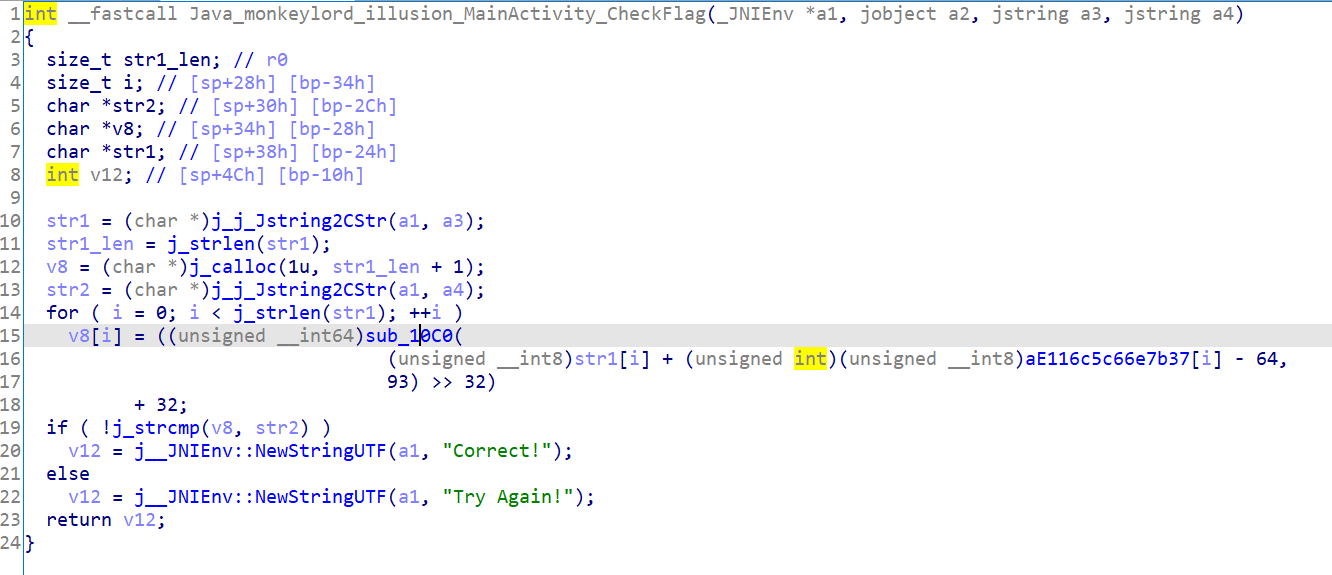 1 int __fastcall Java_monkeylord_illusion_MainActivity_CheckFlag(_JNIEnv *a1, jobject a2, jstring a3, jstring a4)
2 {
3   size_t str1_len; // r0
4   size_t i; // [sp+28h] [bp-34h]
5   char *str2; // [sp+30h] [bp-2Ch]
6   char *v8; // [sp+34h] [bp-28h]
7   char *str1; // [sp+38h] [bp-24h]
8   int v12; // [sp+4Ch] [bp-10h]
9
10   str1 = (char *)j_j_Jstring2CStr(a1, a3);
11   str1_len = j_strlen(str1);
12   v8 = (char *)j_calloc(1u, str1_len + 1);
13   str2 = (char *)j_j_Jstring2CStr(a1, a4);
14   for ( i = 0; i < j_strlen(str1); ++i )
15     v8[i] = ((unsigned __int64)sub_10C0(
16                                  (unsigned __int8)str1[i] + (unsigned int)(unsigned __int8)aE116c5c66e7b37[i] - 64,
17                                  93) >> 32)
18           + 32;
19   if ( !j_strcmp(v8, str2) )
20     v12 = j__JNIEnv::NewStringUTF(a1, "Correct!");
21   else
22     v12 = j__JNIEnv::NewStringUTF(a1, "Try Again!");
23   return v12;
24 }